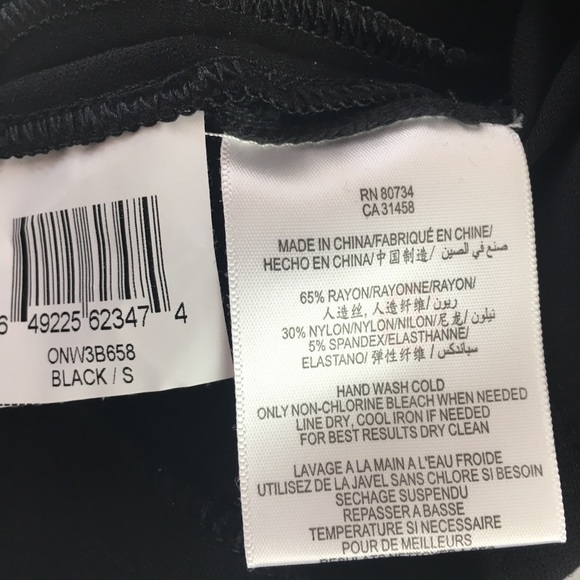 6 49225 62347 4
ONW3B658
BLACK / S
RN 80734
CA 31458
MADE IN CHINA/FABRIQUÉ EN CHINE/
HECHO EN CHINA/中国制造/ صنع في الصين
65% RAYON/RAYONNE/RAYON/
人造丝, 人造纤维/ ريون/
30% NYLON/NYLON/NILON/尼龙/ نيلون/
5% SPANDEX/ELASTHANNE/
ELASTANO/ 弹性纤维/ سباندكس
HAND WASH COLD
ONLY NON-CHLORINE BLEACH WHEN NEEDED
LINE DRY, COOL IRON IF NEEDED
FOR BEST RESULTS DRY CLEAN
LAVAGE A LA MAIN A L'EAU FROIDE
UTILISEZ DE LA JAVEL SANS CHLORE SI BESOIN
SECHAGE SUSPENDU
REPASSER A BASSE
TEMPERATURE SI NECESSAIRE
POUR DE MEILLEURS